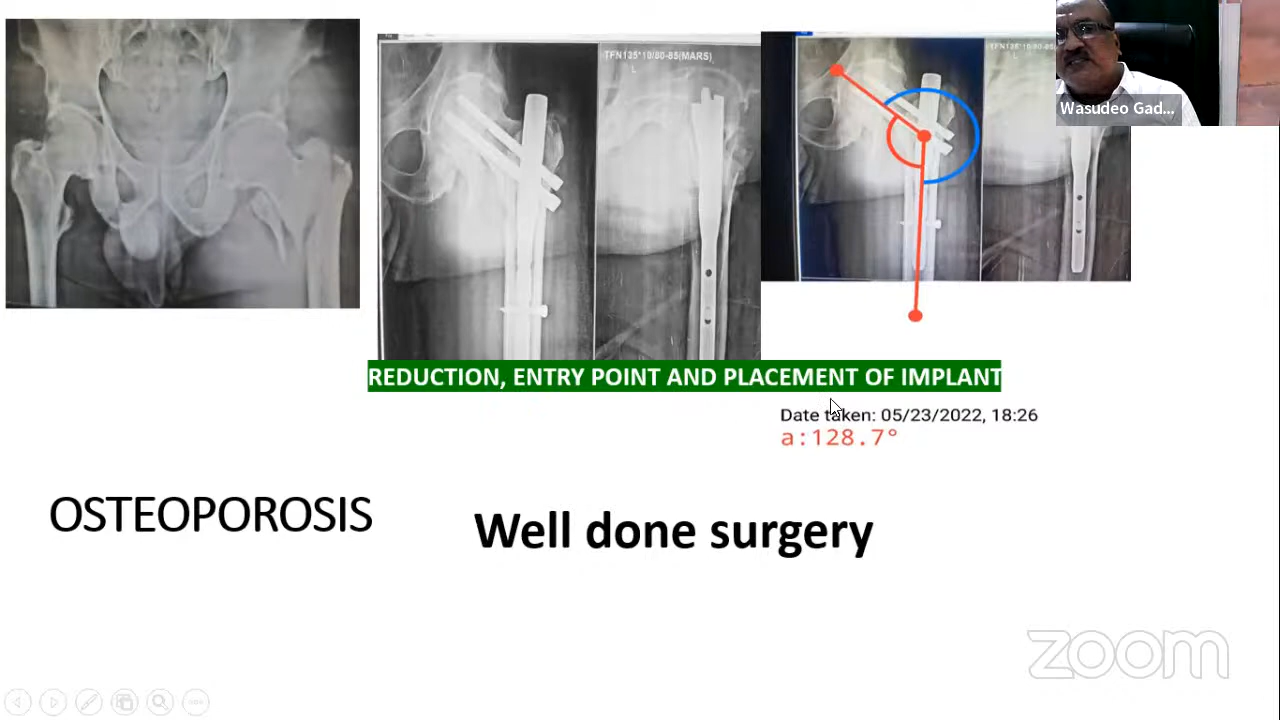 TFN135*10/80-85(MARS)
L
Wasudeo Gad...
REDUCTION, ENTRY POINT AND PLACEMENT OF IMPLANT
Date taken: 05/23/2022, 18:26
a:128.7°
OSTEOPOROSIS
Well done surgery
zoom